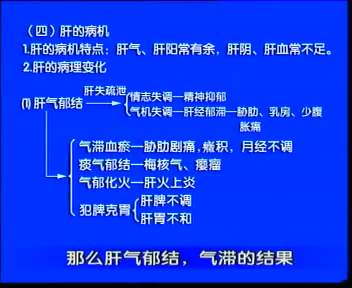 (四)肝的病机
1.肝的病机特点：肝气、肝阳常有余，肝阴、肝血常不足。
2.肝的病理变化
(1)肝气郁结 肝失疏泄 情志失调—精神抑郁
气机失调—肝经郁滞—胁肋、乳房、少腹
胀痛
气滞血瘀—胁肋剧痛,癥积，月经不调
痰气郁结—梅核气、瘿瘤
气郁化火—肝火上炎
犯脾克胃 肝脾不调
肝胃不和
那么肝气郁结，气滞的结果